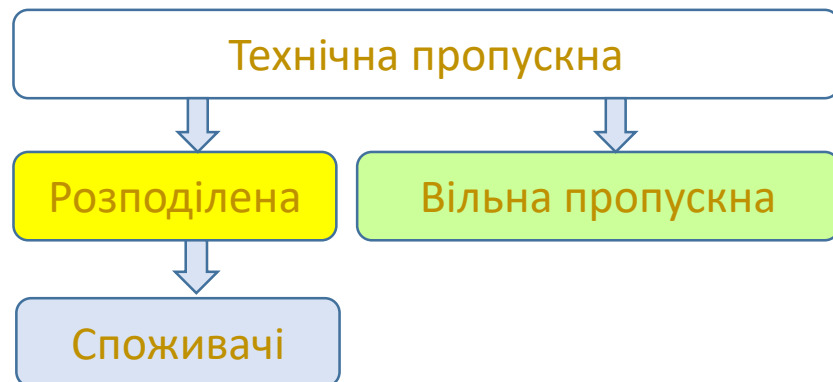 Технічна пропускна
Розподілена
Вільна пропускна
Споживачі